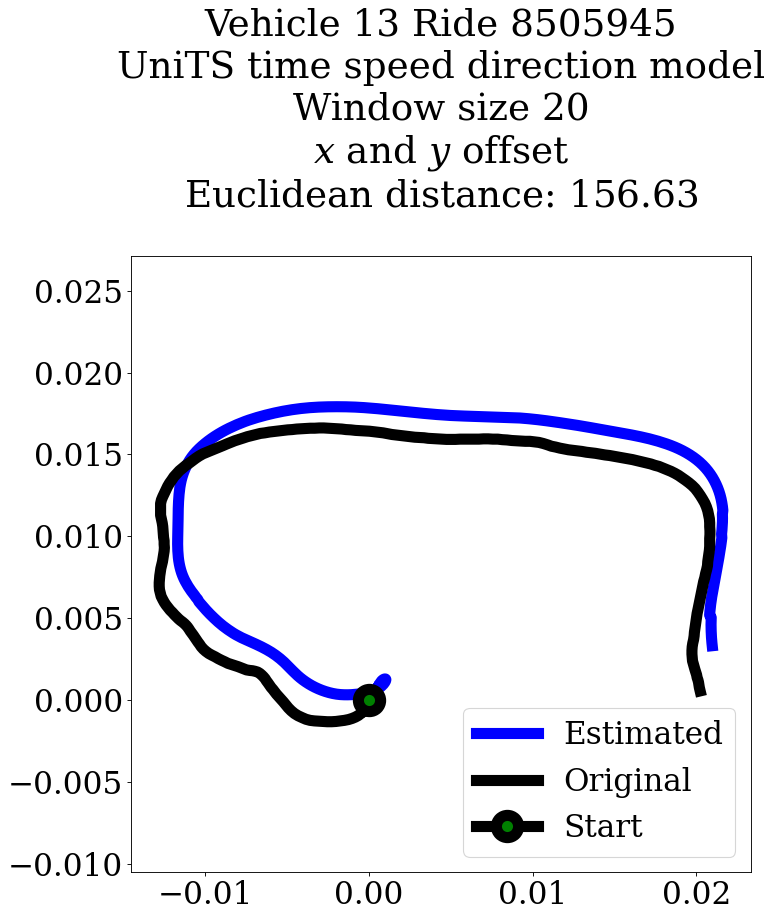 Vehicle 13 Ride 8505945
UniTS time speed direction model
Window size 20
x and y offset
Euclidean distance: 156.63
0.025
0.020
0.015
0.010
0.005
0.000
−0.005
−0.010
Estimated
Original
Start
−0.01 0.00 0.01 0.02